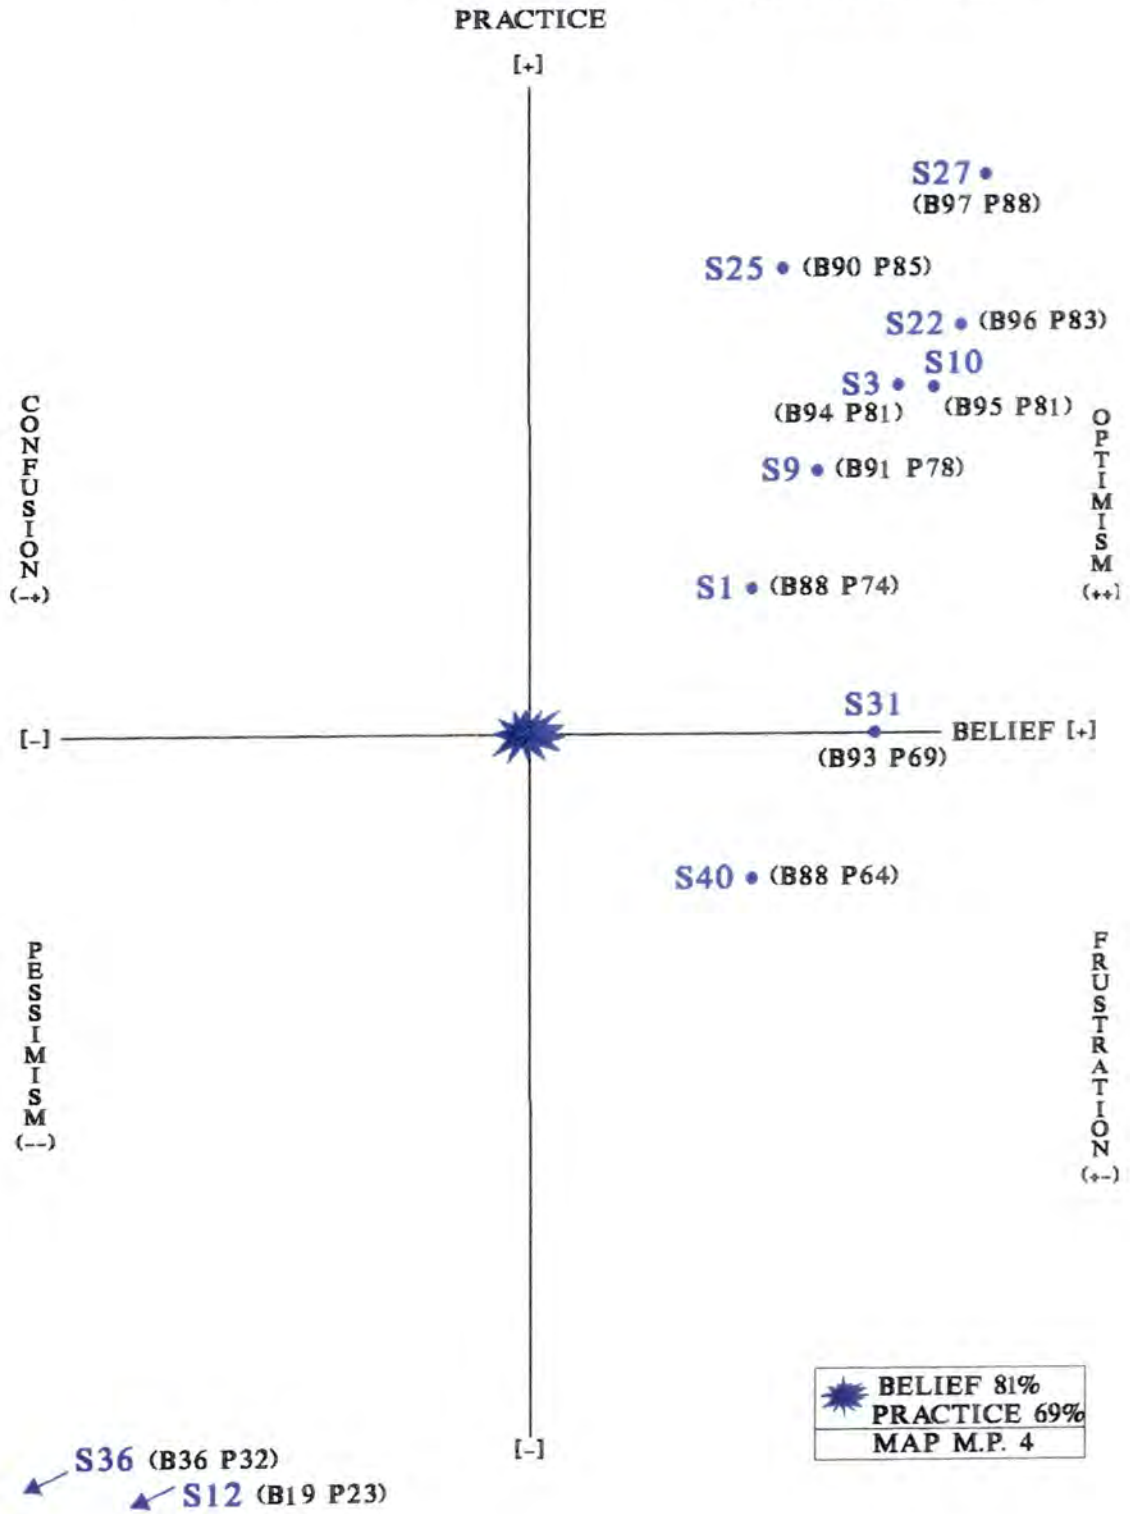 PRACTICE
[+]
S27
(B97 P88)
S25 (B90 P85)
S22 (B96 P83)
S10
S3
(B94 P81)
(B95 P81)
S9 (B91 P78)
S1 (B88 P74)
CONFUSION
(-+)
OPTIMISM
(++)
S31
[-]
BELIEF [+]
(B93 P69)
S40 (B88 P64)
PESSIMISM
(--)
FRUSTRATION
(+-)
BELIEF 81%
PRACTICE 69%
MAP M.P. 4
[-]
S36 (B36 P32)
S12 (B19 P23)